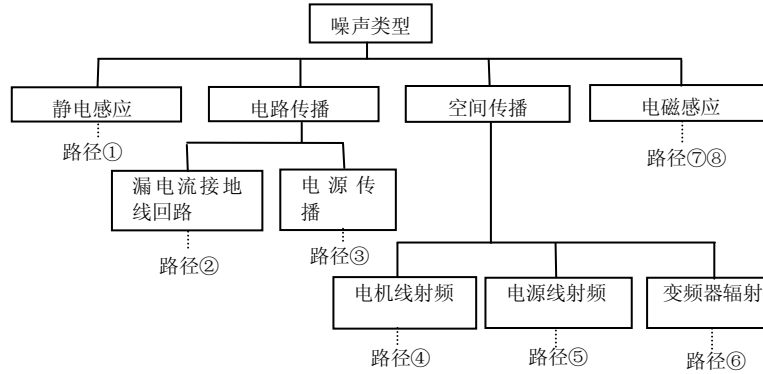 噪声类型
静电感应
电路传播
空间传播
电磁感应
路径①
路径⑦⑧
漏电流接地
线回路
电源传
播
路径②
路径③
电机线射频
电源线射频
变频器辐射
路径④
路径⑤
路径⑥